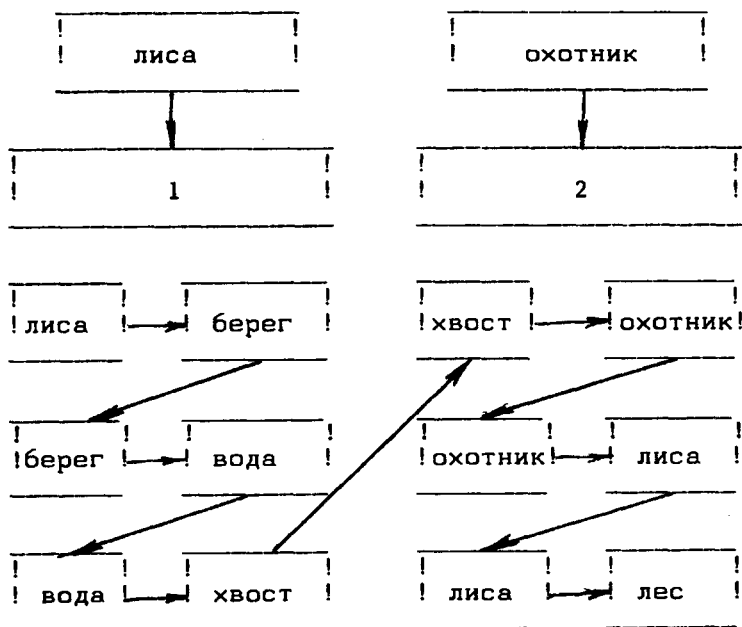 лиса охотник
1 2
лиса берег хвост охотник
берег вода охотник лиса
вода хвост лиса лес